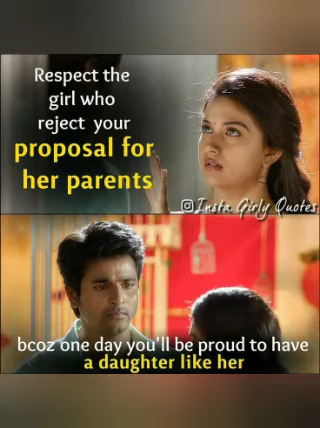 Respect the
girl who
reject your
proposal for
her parents
Insta Girly Quotes
bcoz one day you'll be proud to have
a daughter like her